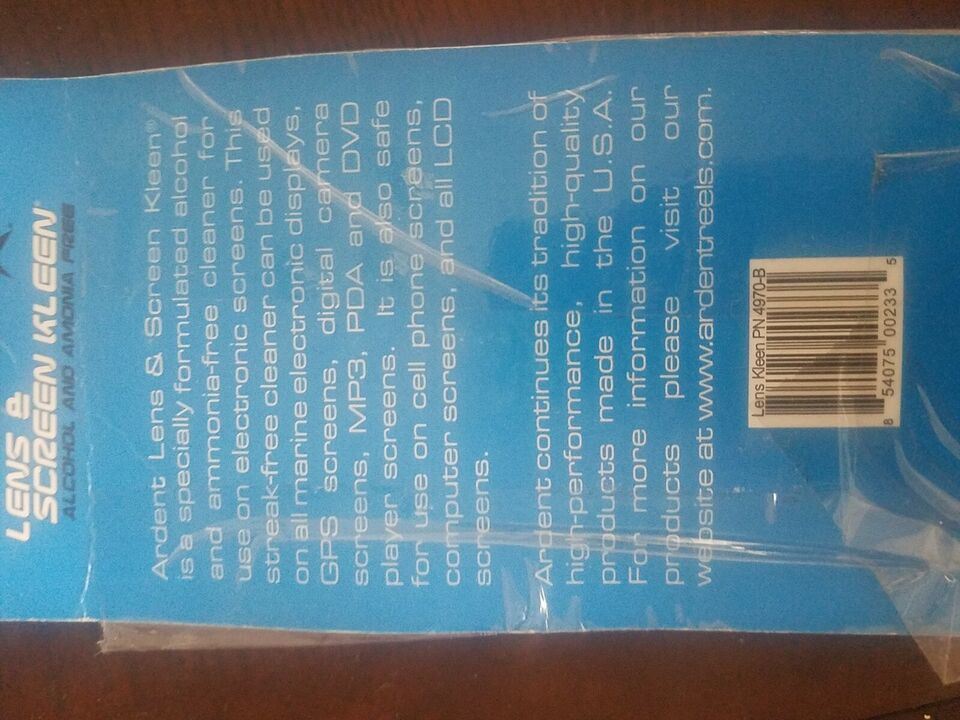 LENS &
SCREEN KLEEN®
ALCOHOL AND AMONIA FREE
Ardent Lens & Screen Kleen®
is a specially formulated alcohol
and ammonia-free cleaner for
use on electronic screens. This
streak-free cleaner can be used
on all marine electronic displays,
GPS screens, digital camera
screens, MP3, PDA and DVD
player screens. It is also safe
for use on cell phone screens,
computer screens, and all LCD
screens.
Ardent continues its tradition of
high-performance, high-quality
products made in the U.S.A.
For more information on our
products please visit our
website at www.ardentreels.com.
Lens Kleen PN 4970-B
8 54075 00233 5